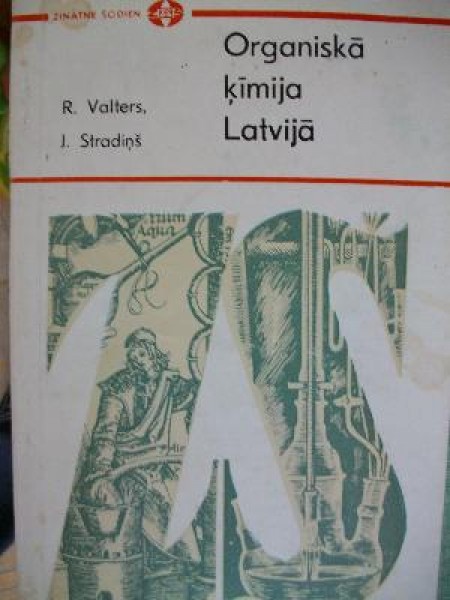 ZINĀTNE ŠODIEN
Organiskā
ķīmija
Latvijā
R. Valters,
J. Stradiņš
Aqua